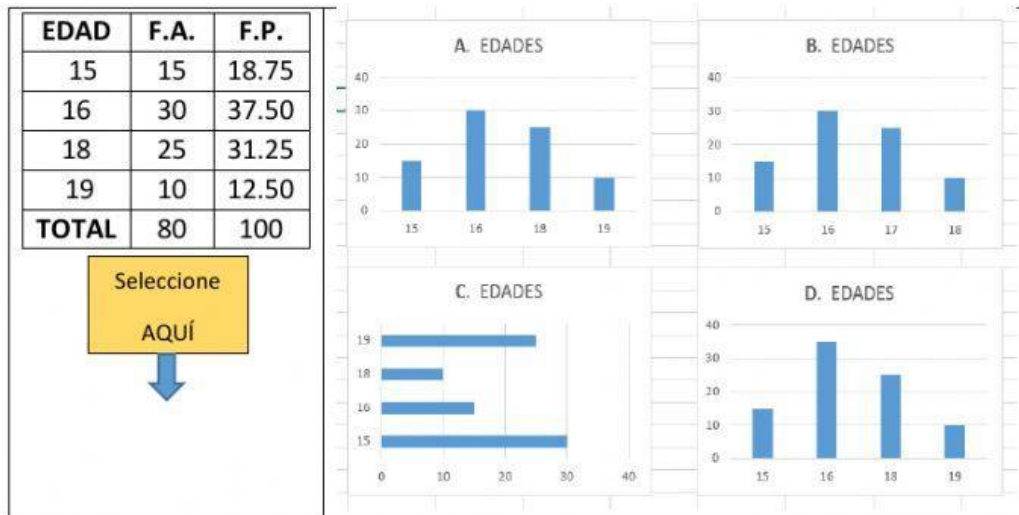 EDAD F.A. F.P.
15 15 18.75
16 30 37.50
18 25 31.25
19 10 12.50
TOTAL 80 100
Seleccione
AQUÍ
A. EDADES
40
30
20
10
0
15 16 18 19
B. EDADES
40
30
20
10
0
15 16 17 18
C. EDADES
19
18
16
15
0 10 20 30 40
D. EDADES
40
30
20
10
0
15 16 18 19